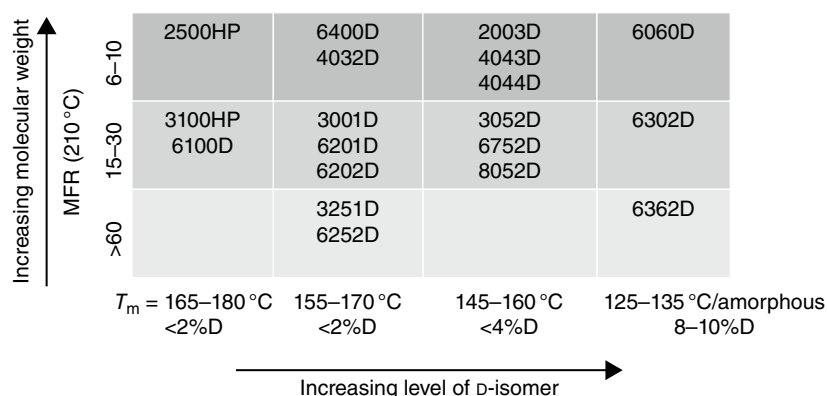 Increasing molecular weight
MFR (210 °C)
6–10
2500HP 6400D 2003D 6060D
4032D 4043D
4044D
15–30
3100HP 3001D 3052D 6302D
6100D 6201D 6752D
6202D 8052D
>60
3251D 6362D
6252D
Tm = 165–180 °C 155–170 °C 145–160 °C 125–135 °C/amorphous
<2%D <2%D <4%D 8–10%D
Increasing level of D-isomer